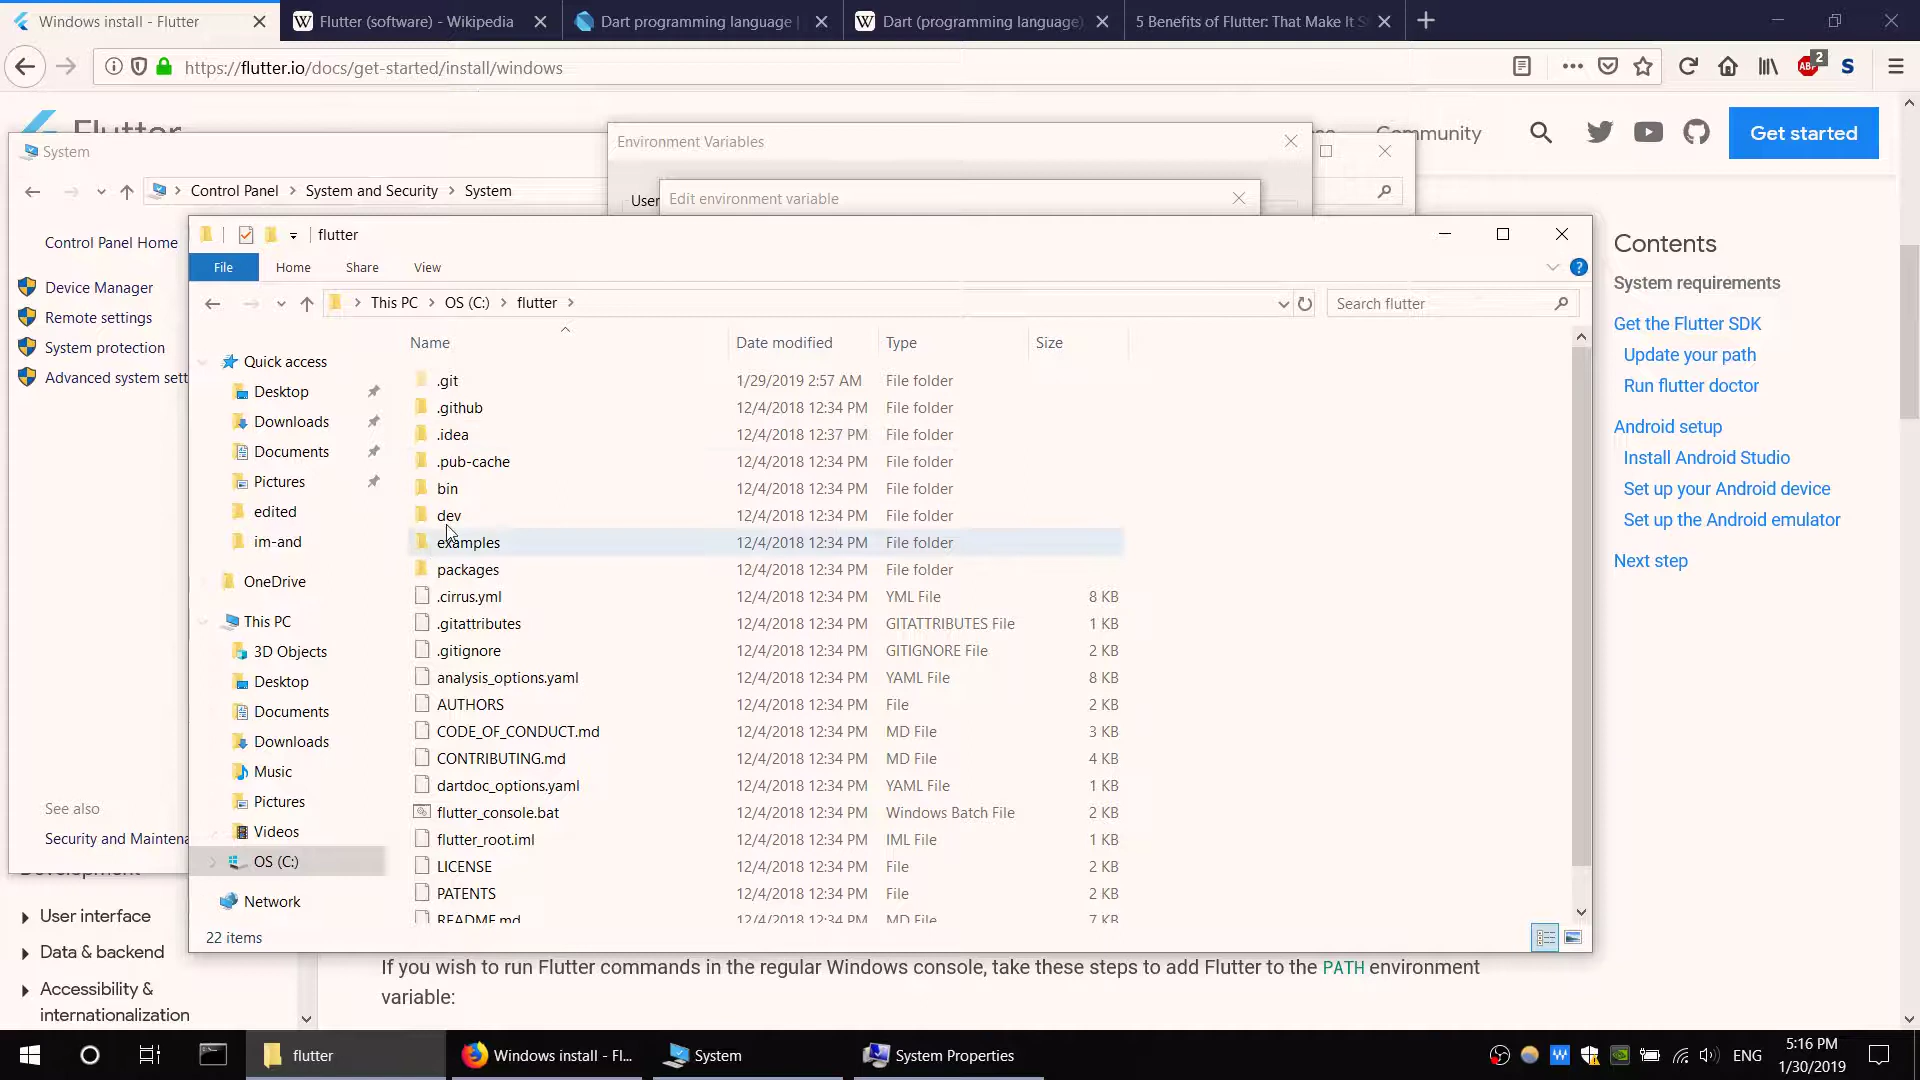 Windows install - Flutter
Flutter (software) - Wikipedia
Dart programming language |
Dart (programming language)
5 Benefits of Flutter: That Make It S
https://flutter.io/docs/get-started/install/windows
ABP
2
S
Flutter
Community
Get started
System
Environment Variables
Control Panel
System and Security
System
User
Edit environment variable
Control Panel Home
Device Manager
Remote settings
System protection
Advanced system sett
See also
Security and Maintena
flutter
File
Home
Share
View
This PC
OS (C:)
flutter
Search flutter
Name
Date modified
Type
Size
Quick access
Desktop
Downloads
Documents
Pictures
edited
im-and
OneDrive
This PC
3D Objects
Desktop
Documents
Downloads
Music
Pictures
Videos
OS (C:)
Network
.git 1/29/2019 2:57 AM File folder
.github 12/4/2018 12:34 PM File folder
.idea 12/4/2018 12:37 PM File folder
.pub-cache 12/4/2018 12:34 PM File folder
bin 12/4/2018 12:34 PM File folder
dev 12/4/2018 12:34 PM File folder
examples 12/4/2018 12:34 PM File folder
packages 12/4/2018 12:34 PM File folder
.cirrus.yml 12/4/2018 12:34 PM YML File 8 KB
.gitattributes 12/4/2018 12:34 PM GITATTRIBUTES File 1 KB
.gitignore 12/4/2018 12:34 PM GITIGNORE File 2 KB
analysis_options.yaml 12/4/2018 12:34 PM YAML File 8 KB
AUTHORS 12/4/2018 12:34 PM File 2 KB
CODE_OF_CONDUCT.md 12/4/2018 12:34 PM MD File 3 KB
CONTRIBUTING.md 12/4/2018 12:34 PM MD File 4 KB
dartdoc_options.yaml 12/4/2018 12:34 PM YAML File 1 KB
flutter_console.bat 12/4/2018 12:34 PM Windows Batch File 2 KB
flutter_root.iml 12/4/2018 12:34 PM IML File 1 KB
LICENSE 12/4/2018 12:34 PM File 2 KB
PATENTS 12/4/2018 12:34 PM File 2 KB
README.md 12/4/2018 12:34 PM MD File 7 KB
22 items
Contents
System requirements
Get the Flutter SDK
Update your path
Run flutter doctor
Android setup
Install Android Studio
Set up your Android device
Set up the Android emulator
Next step
Development
User interface
Data & backend
Accessibility &
internationalization
If you wish to run Flutter commands in the regular Windows console, take these steps to add Flutter to the PATH environment
variable:
flutter
Windows install - Fl...
System
System Properties
ENG
5:16 PM
1/30/2019